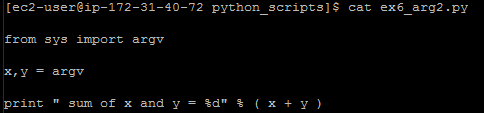 [ec2-user@ip-172-31-40-72 python_scripts]$ cat ex6_arg2.py
from sys import argv
x,y = argv
print " sum of x and y = %d" % ( x + y )